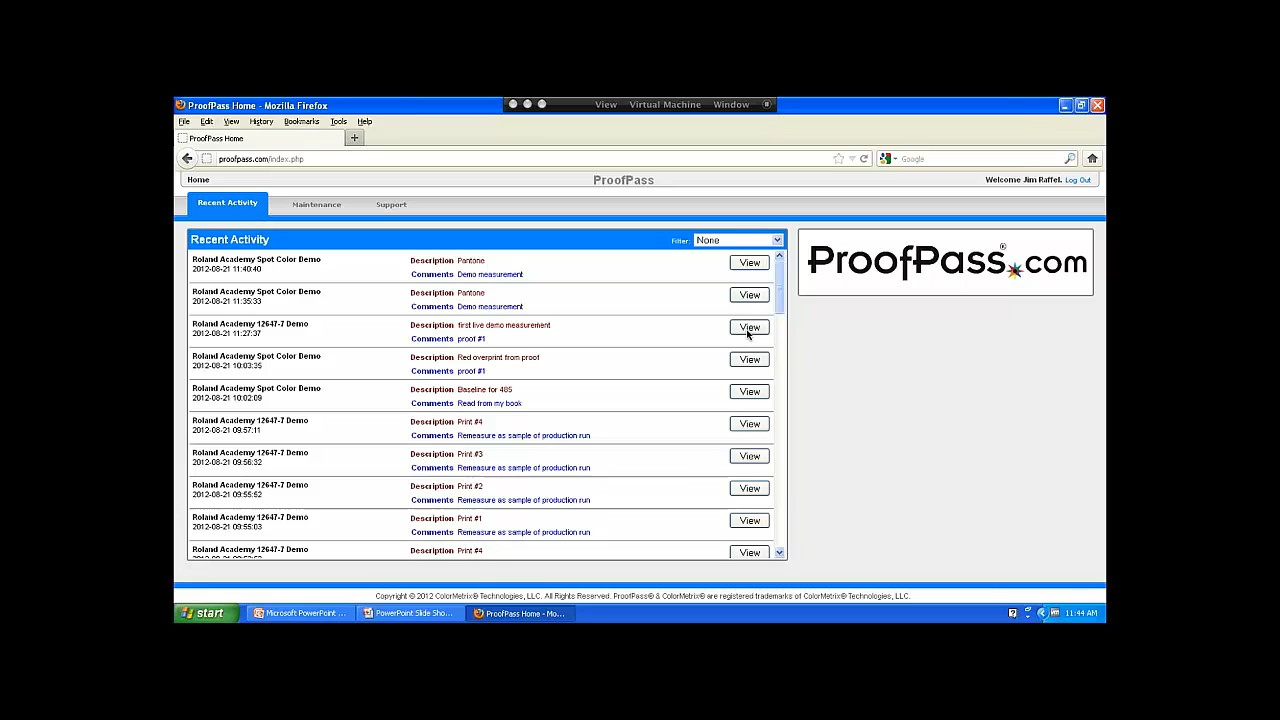 ProofPass Home - Mozilla Firefox
View Virtual Machine Window
File Edit View History Bookmarks Tools Help
ProofPass Home
proofpass.com/index.php
Google
Home ProofPass Welcome Jim Raffel. Log Out
Recent Activity Maintenance Support
Recent Activity Filter: None
ProofPass®.com
Roland Academy Spot Color Demo Description Pantone View
2012-08-21 11:40:40 Comments Demo measurement
Roland Academy Spot Color Demo Description Pantone View
2012-08-21 11:35:33 Comments Demo measurement
Roland Academy 12647-7 Demo Description first live demo measurement View
2012-08-21 11:27:37 Comments proof #1
Roland Academy Spot Color Demo Description Red overprint from proof View
2012-08-21 10:03:35 Comments proof #1
Roland Academy Spot Color Demo Description Baseline for 485 View
2012-08-21 10:02:09 Comments Read from my book
Roland Academy 12647-7 Demo Description Print #4 View
2012-08-21 09:57:11 Comments Remeasure as sample of production run
Roland Academy 12647-7 Demo Description Print #3 View
2012-08-21 09:56:32 Comments Remeasure as sample of production run
Roland Academy 12647-7 Demo Description Print #2 View
2012-08-21 09:55:52 Comments Remeasure as sample of production run
Roland Academy 12647-7 Demo Description Print #1 View
2012-08-21 09:55:03 Comments Remeasure as sample of production run
Roland Academy 12647-7 Demo Description Print #4 View
Copyright © 2012 ColorMetrix® Technologies, LLC. All Rights Reserved. ProofPass® & ColorMetrix® are registered trademarks of ColorMetrix® Technologies, LLC.
start Microsoft PowerPoint ... PowerPoint Slide Sho... ProofPass Home - Mo... 11:44 AM